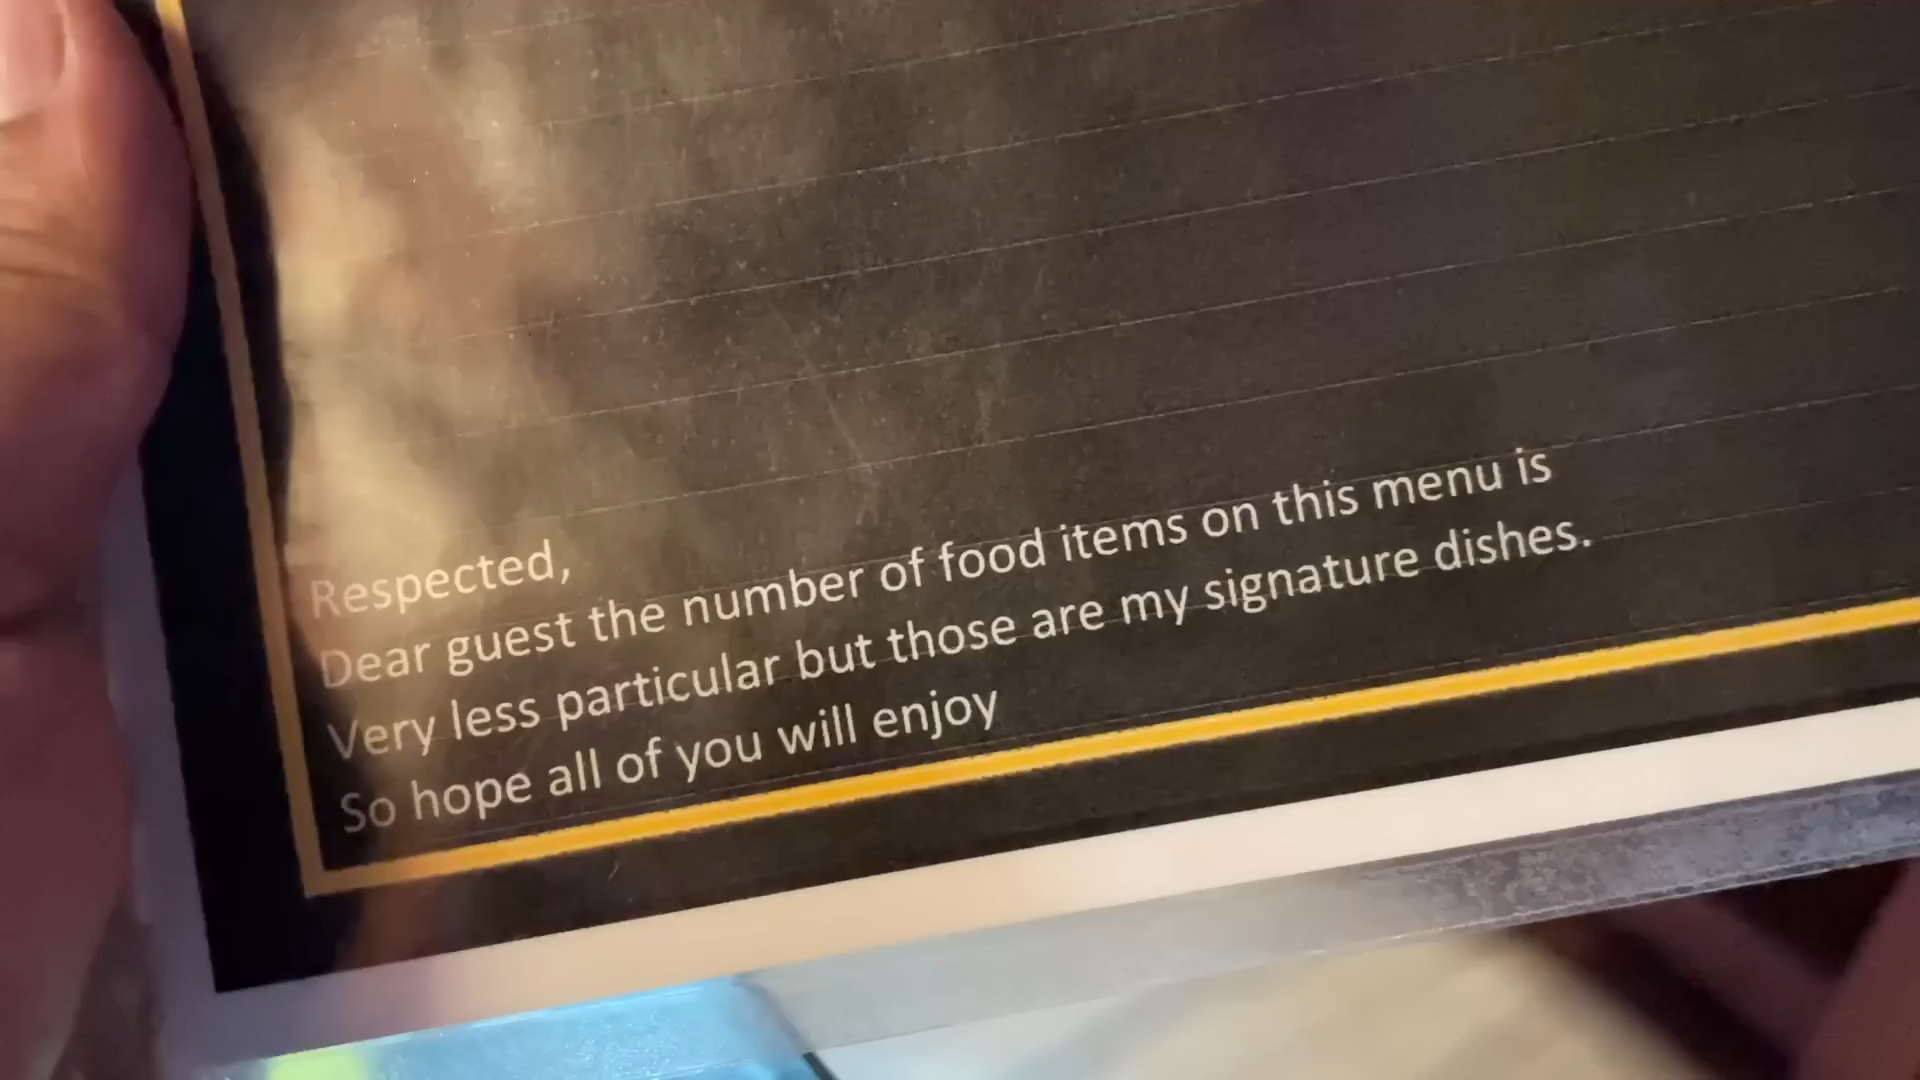 Respected,
Dear guest the number of food items on this menu is
Very less particular but those are my signature dishes.
So hope all of you will enjoy